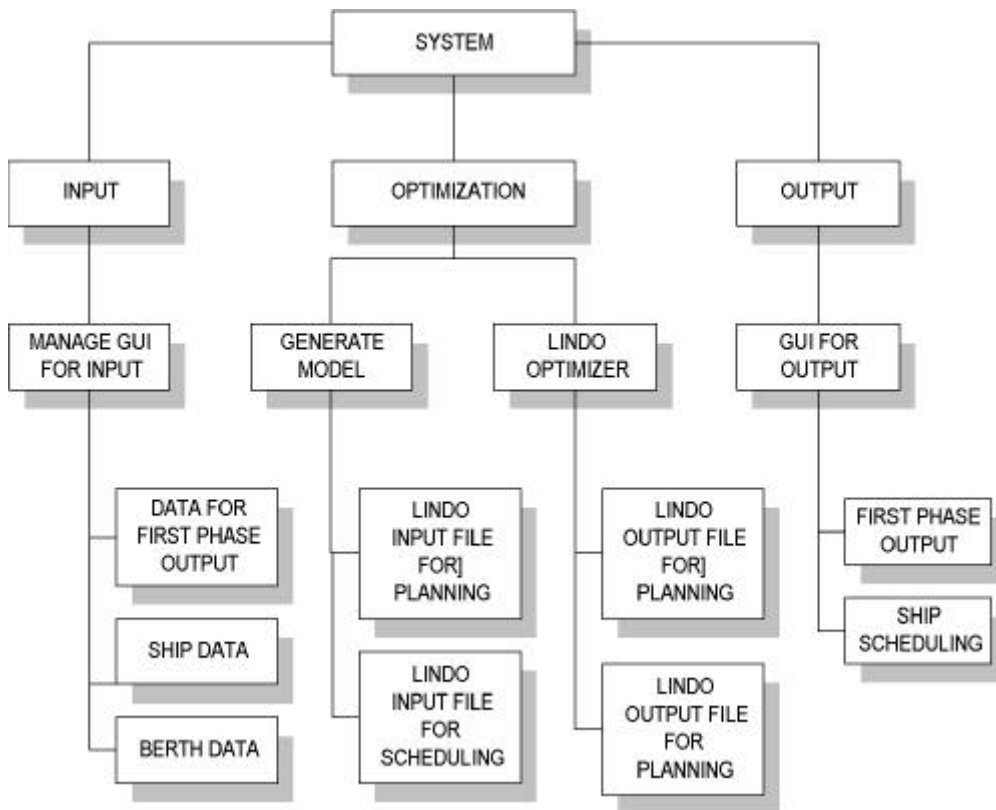 SYSTEM
INPUT
OPTIMIZATION
OUTPUT
MANAGE GUI
FOR INPUT
GENERATE
MODEL
LINDO
OPTIMIZER
GUI FOR
OUTPUT
DATA FOR
FIRST PHASE
OUTPUT
SHIP DATA
BERTH DATA
LINDO
INPUT FILE
FOR]
PLANNING
LINDO
INPUT FILE
FOR
SCHEDULING
LINDO
OUTPUT FILE
FOR]
PLANNING
LINDO
OUTPUT FILE
FOR
PLANNING
FIRST PHASE
OUTPUT
SHIP
SCHEDULING